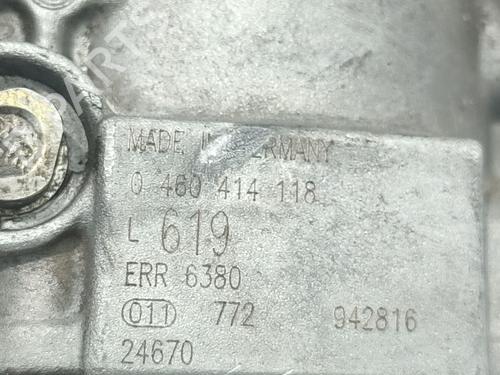 MADE IN GERMANY
0 460 414 118
L 619
ERR 6380
011 772 942816
24670